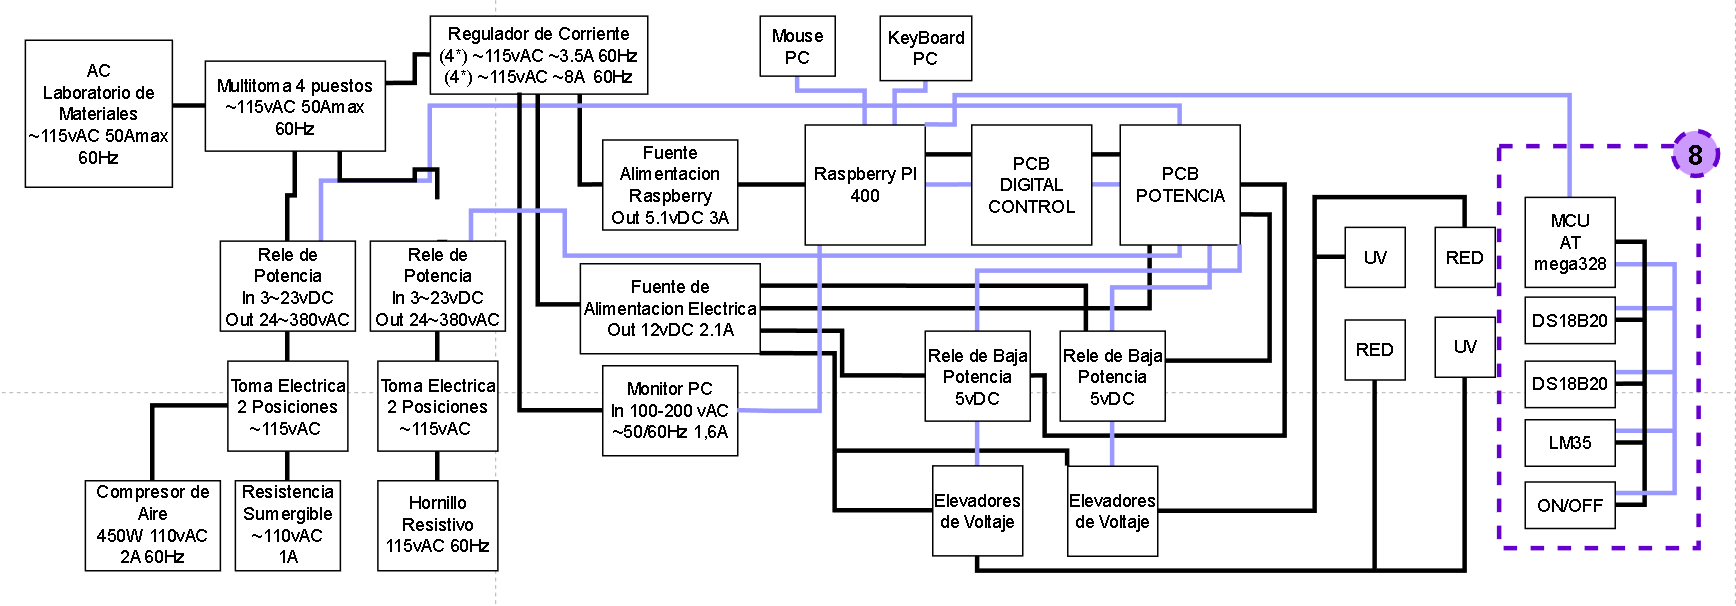 AC
Laboratorio de
Materiales
~115vAC 50Amax
60Hz
Multitoma 4 puestos
~115vAC 50Amax
60Hz
Regulador de Corriente
(4*) ~115vAC ~3.5A 60Hz
(4*) ~115vAC ~8A 60Hz
Mouse
PC
KeyBoard
PC
Fuente
Alimentacion
Raspberry
Out 5.1vDC 3A
Raspberry PI
400
PCB
DIGITAL
CONTROL
PCB
POTENCIA
8
MCU
AT
mega328
UV
RED
Rele de
Potencia
In 3~23vDC
Out 24~380vAC
Rele de
Potencia
In 3~23vDC
Out 24~380vAC
Fuente de
Alimentacion Electrica
Out 12vDC 2.1A
DS18B20
RED
UV
Rele de Baja
Potencia
5vDC
Rele de Baja
Potencia
5vDC
Toma Electrica
2 Posiciones
~115vAC
Toma Electrica
2 Posiciones
~115vAC
Monitor PC
In 100-200 vAC
~50/60Hz 1,6A
DS18B20
LM35
ON/OFF
Compresor de
Aire
450W 110vAC
2A 60Hz
Resistencia
Sumergible
~110vAC
1A
Hornillo
Resistivo
115vAC 60Hz
Elevadores
de Voltaje
Elevadores
de Voltaje